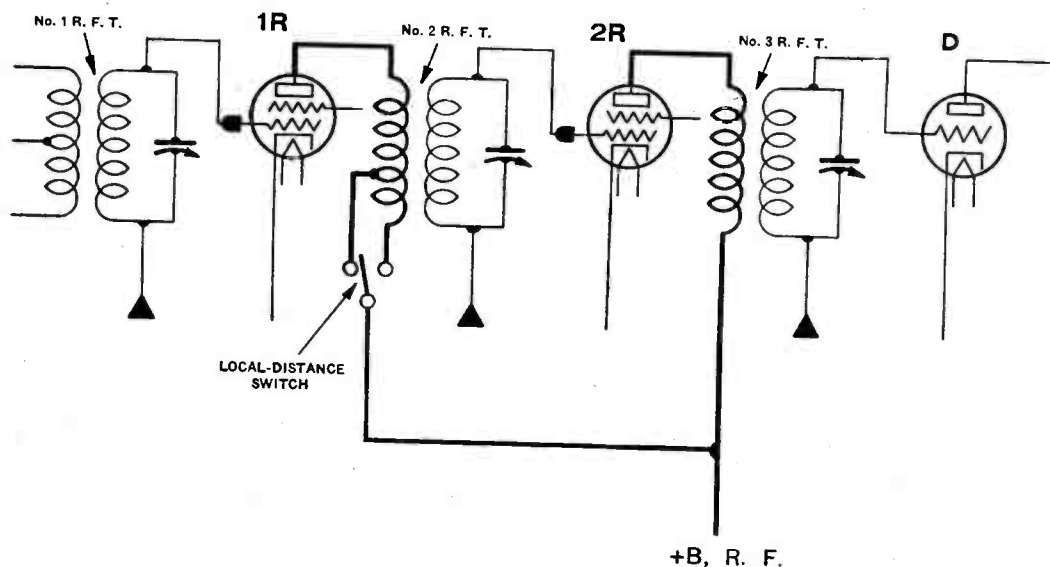 No. 1 R. F. T.
1R
No. 2 R. F. T.
2R
No. 3 R. F. T.
D
LOCAL-DISTANCE
SWITCH
+B, R. F.